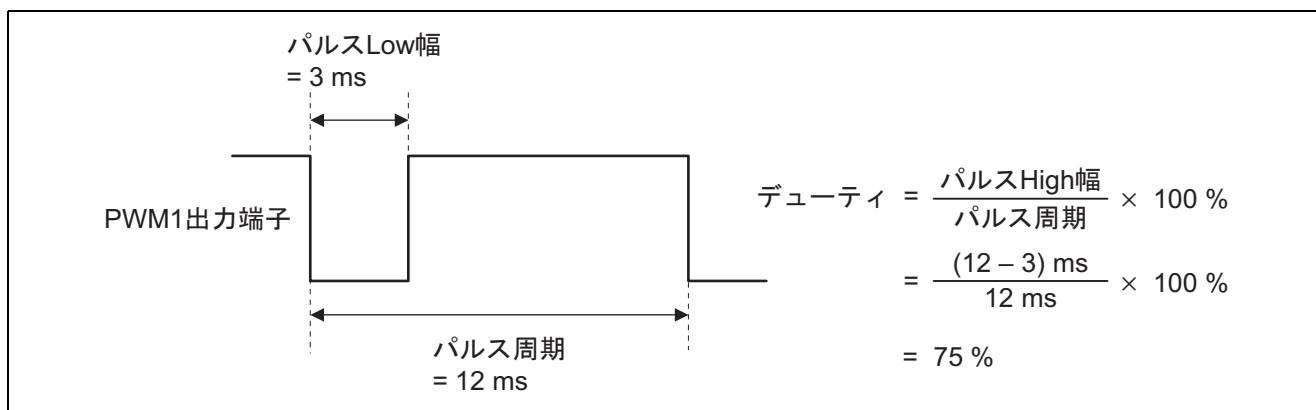 パルスLow幅
= 3 ms
PWM1出力端子
パルス周期
= 12 ms
デューティ = パルスHigh幅 / パルス周期 × 100 %
= (12 – 3) ms / 12 ms × 100 %
= 75 %